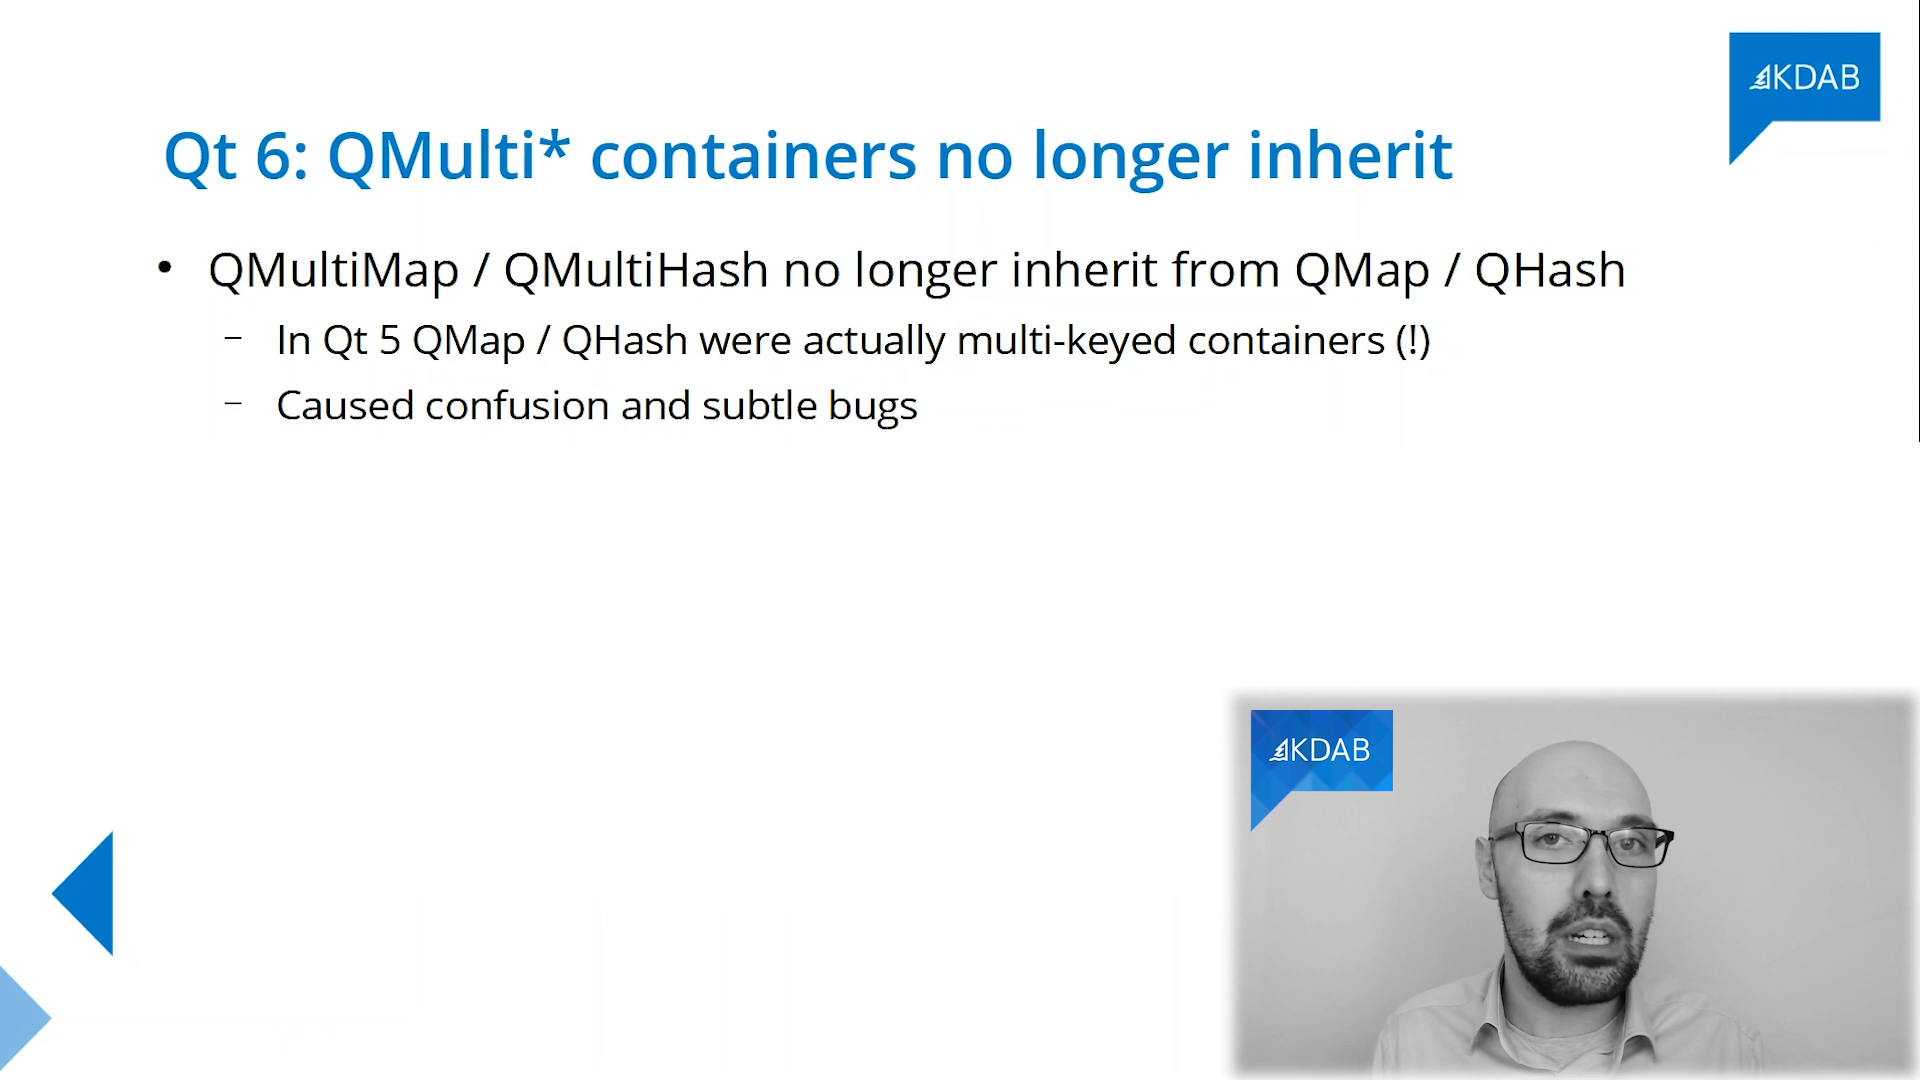 KDAB
Qt 6: QMulti* containers no longer inherit
• QMultiMap / QMultiHash no longer inherit from QMap / QHash
– In Qt 5 QMap / QHash were actually multi-keyed containers (!)
– Caused confusion and subtle bugs
KDAB